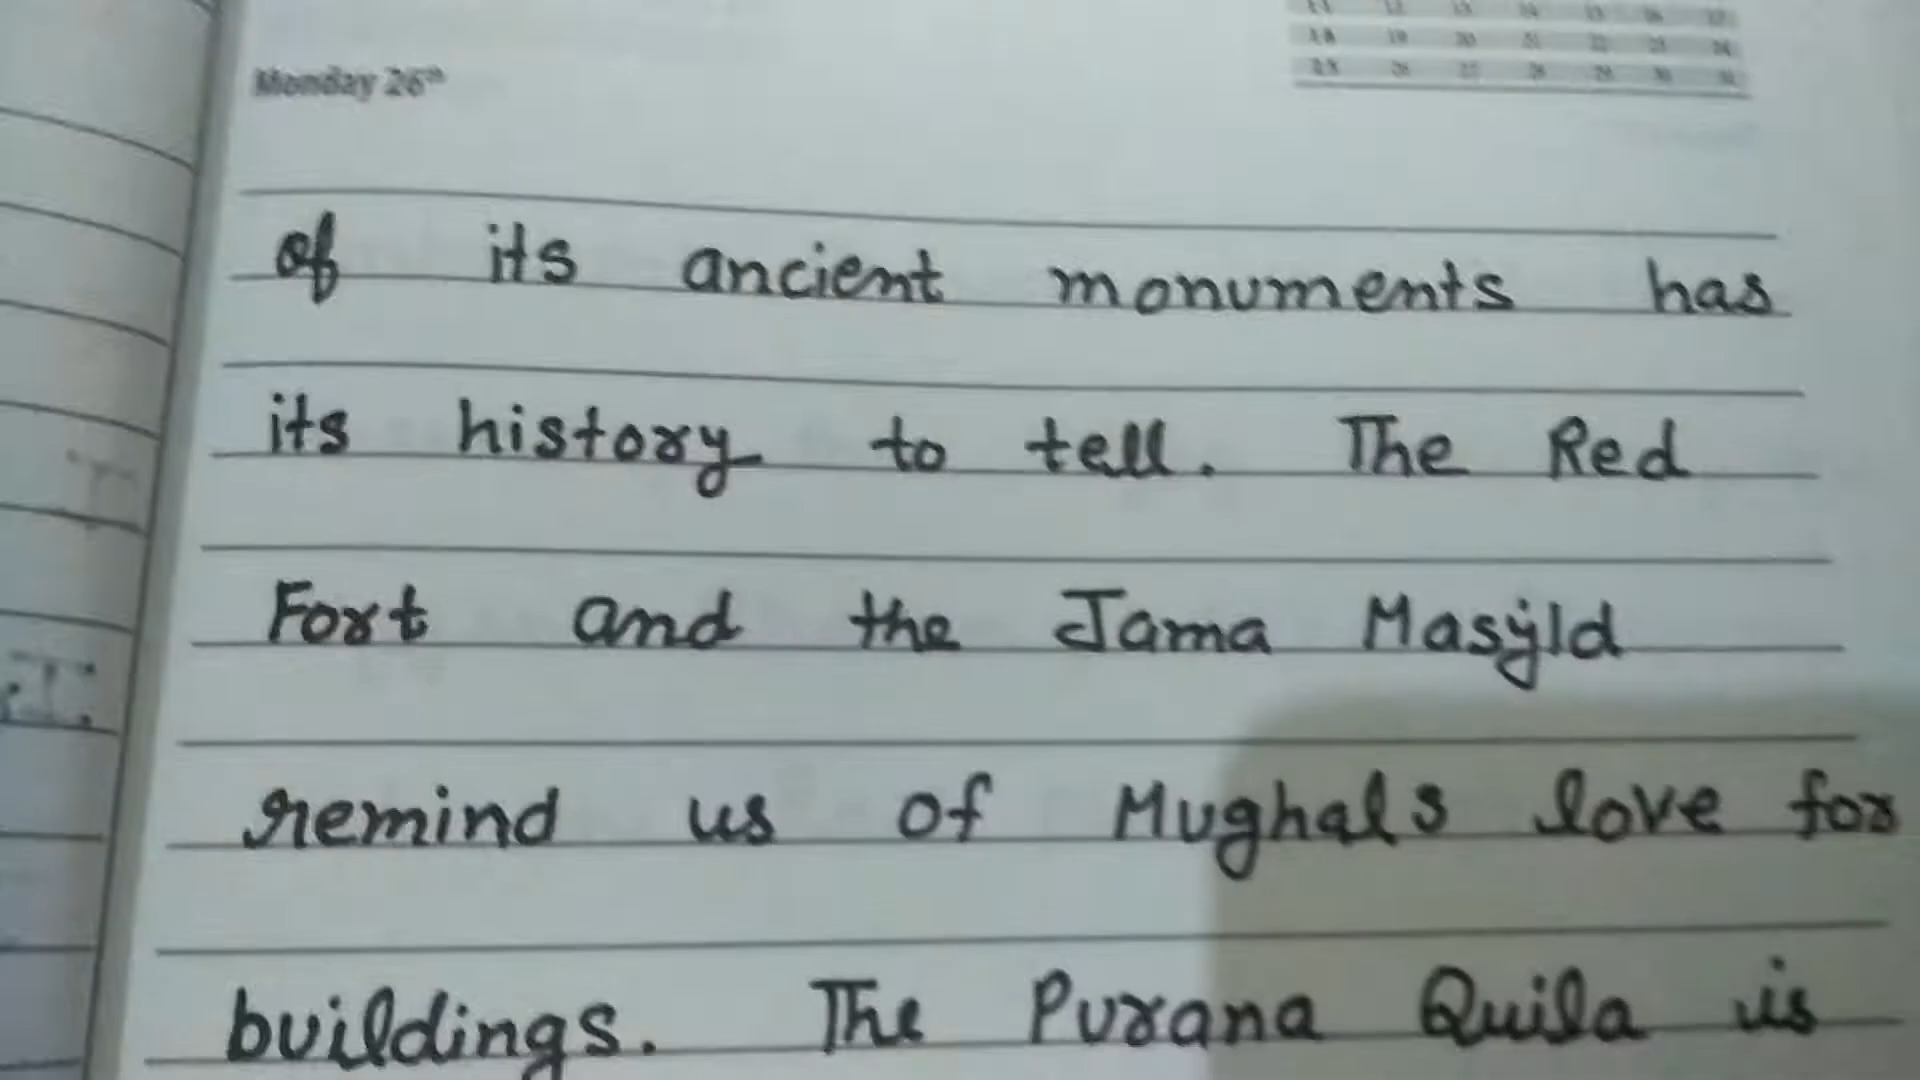 Monday 26th
of its ancient monuments has
its history to tell. The Red
Fort and the Jama Masjid
remind us of Mughals love for
buildings. The Purana Quila is